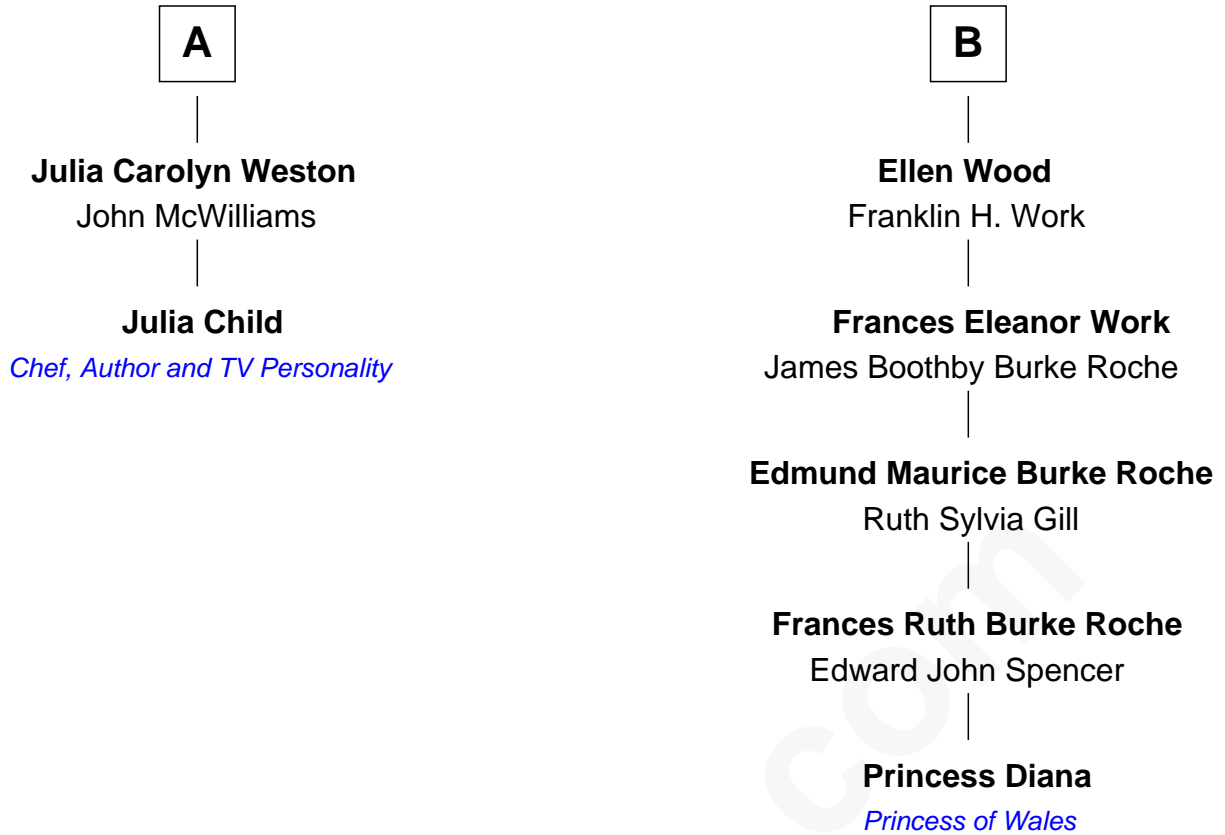 A
Julia Carolyn Weston
John McWilliams
Julia Child
Chef, Author and TV Personality
B
Ellen Wood
Franklin H. Work
Frances Eleanor Work
James Boothby Burke Roche
Edmund Maurice Burke Roche
Ruth Sylvia Gill
Frances Ruth Burke Roche
Edward John Spencer
Princess Diana
Princess of Wales
com